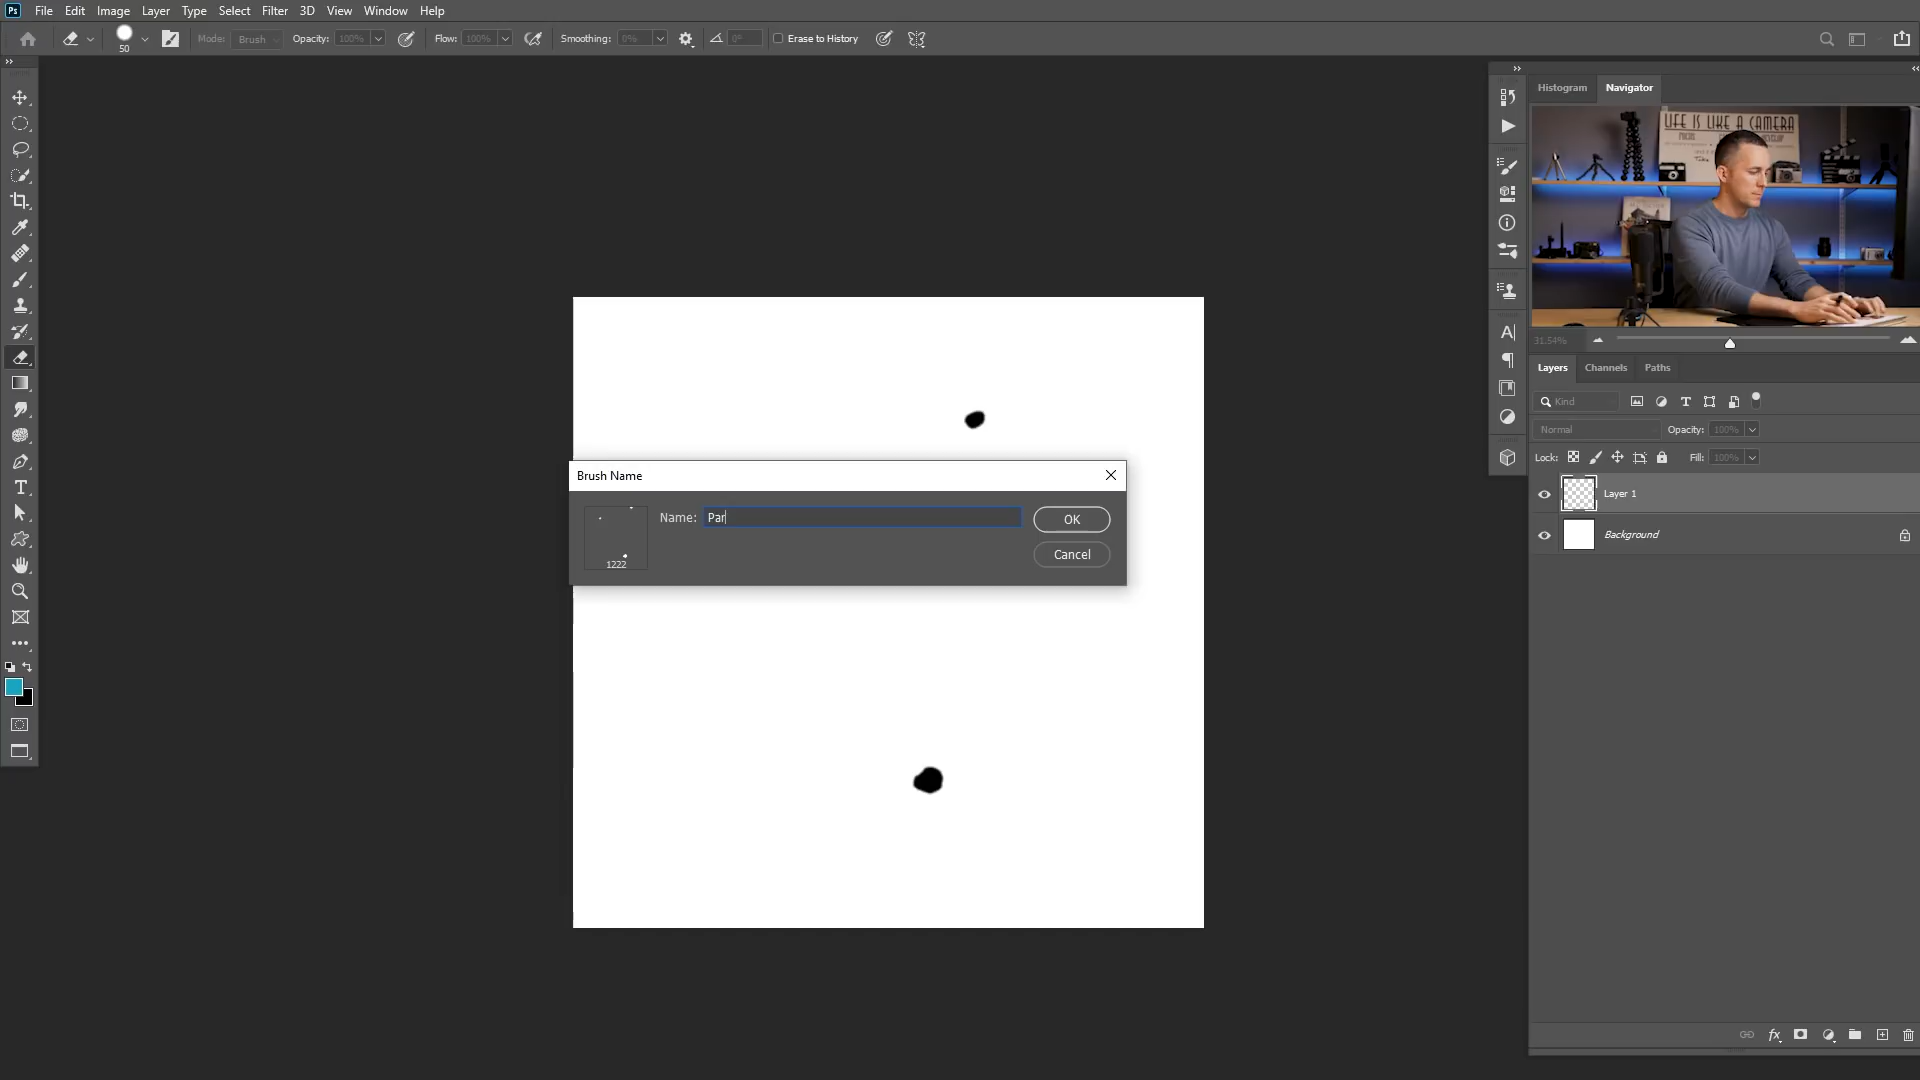 Ps File Edit Image Layer Type Select Filter 3D View Window Help
50 Mode: Brush Opacity: 100% Flow: 100% Smoothing: 0% 0° Erase to History
Histogram Navigator
LIFE IS LIKE A CAMERA
31.54%
Layers Channels Paths
Kind
Normal Opacity: 100%
Lock: Fill: 100%
Layer 1
Background
Brush Name
Name: Par OK
1222 Cancel